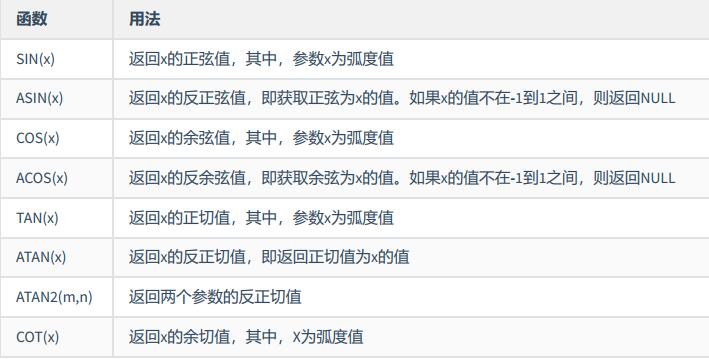 函数 用法
SIN(x) 返回x的正弦值，其中，参数x为弧度值
ASIN(x) 返回x的反正弦值，即获取正弦为x的值。如果x的值不在-1到1之间，则返回NULL
COS(x) 返回x的余弦值，其中，参数x为弧度值
ACOS(x) 返回x的反余弦值，即获取余弦为x的值。如果x的值不在-1到1之间，则返回NULL
TAN(x) 返回x的正切值，其中，参数x为弧度值
ATAN(x) 返回x的反正切值，即返回正切值为x的值
ATAN2(m,n) 返回两个参数的反正切值
COT(x) 返回x的余切值，其中，X为弧度值